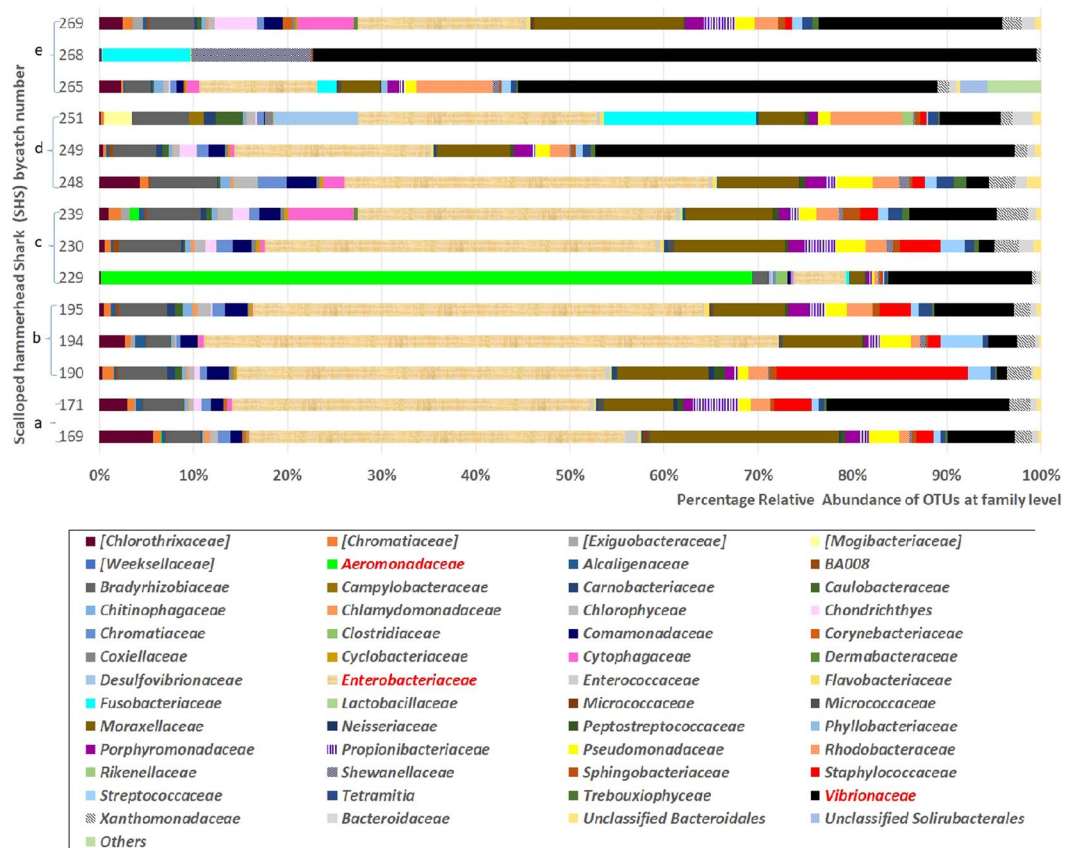 Scalloped hammerhead Shark (SHS) bycatch number
e
269
268
265
d
251
249
248
c
239
230
229
b
195
194
190
a
171
169
0% 10% 20% 30% 40% 50% 60% 70% 80% 90% 100%
Percentage Relative Abundance of OTUs at family level
[Chlorothrixaceae] [Chromatiaceae] [Exiguobacteraceae] [Mogibacteriaceae]
[Weeksellaceae] Aeromonadaceae Alcaligenaceae BA008
Bradyrhizobiaceae Campylobacteraceae Carnobacteriaceae Caulobacteraceae
Chitinophagaceae Chlamydomonadaceae Chlorophyceae Chondrichthyes
Chromatiaceae Clostridiaceae Comamonadaceae Corynebacteriaceae
Coxiellaceae Cyclobacteriaceae Cytophagaceae Dermabacteraceae
Desulfovibrionaceae Enterobacteriaceae Enterococcaceae Flavobacteriaceae
Fusobacteriaceae Lactobacillaceae Micrococcaceae Micrococcaceae
Moraxellaceae Neisseriaceae Peptostreptococcaceae Phyllobacteriaceae
Porphyromonadaceae Propionibacteriaceae Pseudomonadaceae Rhodobacteraceae
Rikenellaceae Shewanellaceae Sphingobacteriaceae Staphylococcaceae
Streptococcaceae Tetramitia Trebouxiophyceae Vibrionaceae
Xanthomonadaceae Bacteroidaceae Unclassified Bacteroidales Unclassified Solirubacterales
Others